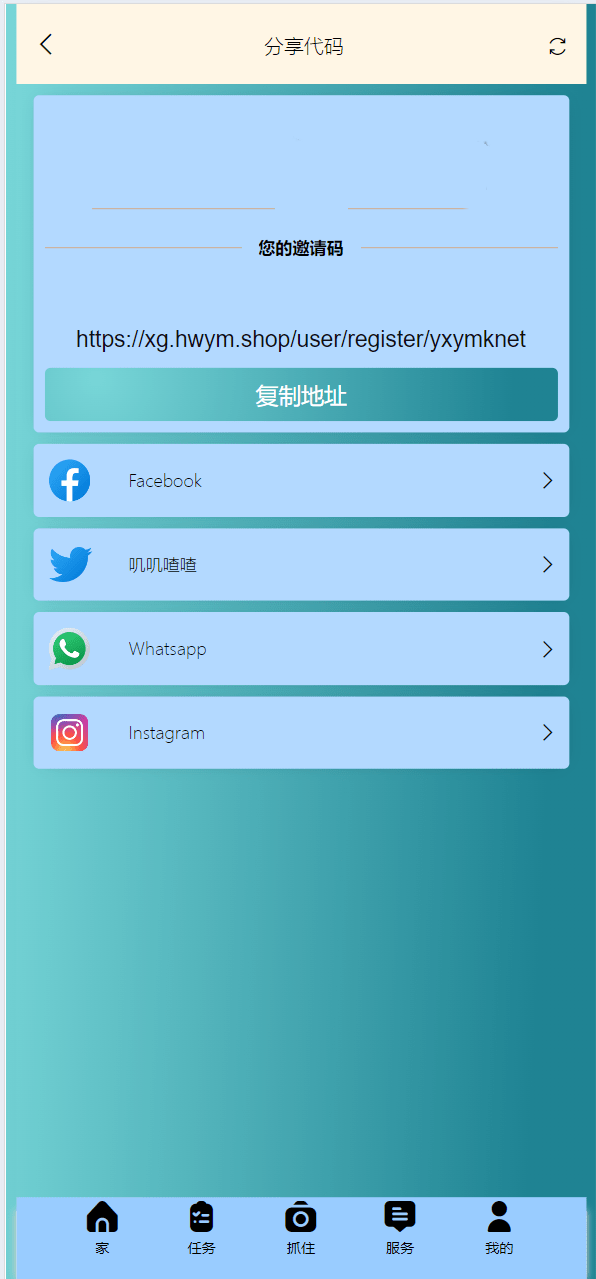 分享代码
您的邀请码
https://xg.hwym.shop/user/register/yxymknet
复制地址
Facebook
叽叽喳喳
Whatsapp
Instagram
家 任务 抓住 服务 我的